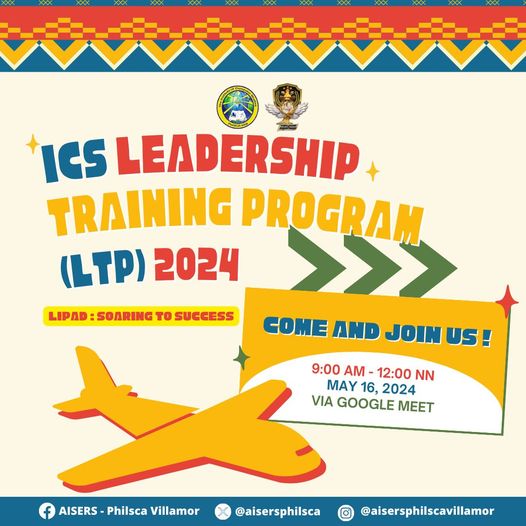 ICS LEADERSHIP
TRAINING PROGRAM
(LTP) 2024
LIPAD : SOARING TO SUCCESS
COME AND JOIN US !
9:00 AM - 12:00 NN
MAY 16, 2024
VIA GOOGLE MEET
AISERS - Philsca Villamor
@aisersphilsca
@aisersphilscavillamor